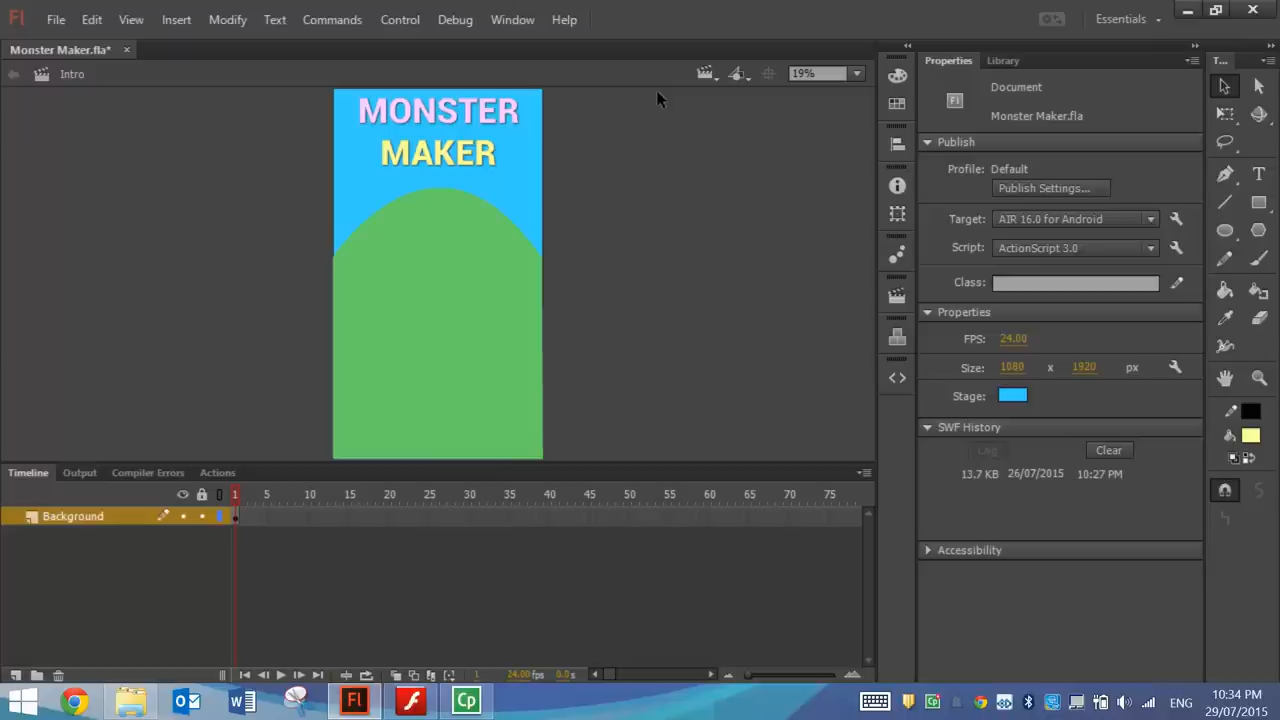 Fl File Edit View Insert Modify Text Commands Control Debug Window Help Essentials
Monster Maker.fla* ×
Intro 19%
MONSTER
MAKER
Properties Library T...
Fl Document
Monster Maker.fla
Publish
Profile: Default
Publish Settings...
Target: AIR 16.0 for Android
Script: ActionScript 3.0
Class:
Properties
FPS: 24.00
Size: 1080 x 1920 px
Stage:
SWF History
Log Clear
13.7 KB 26/07/2015 10:27 PM
Accessibility
Timeline Output Compiler Errors Actions
1 5 10 15 20 25 30 35 40 45 50 55 60 65 70 75
Background
1 24.00 fps 0.0 s
Fl Cp ENG 10:34 PM
29/07/2015